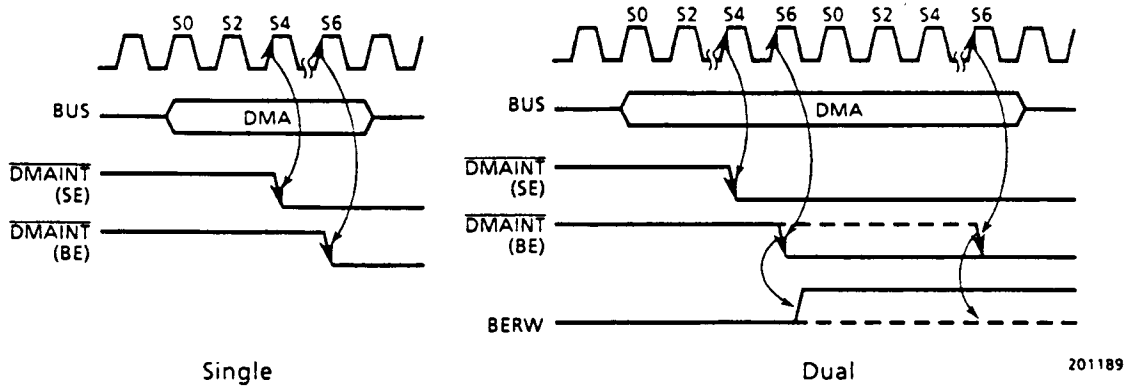 S0 S2 S4 S6
S0 S2 S4 S6 S0 S2 S4 S6
BUS DMA
BUS DMA
DMAINT
(SE)
DMAINT
(SE)
DMAINT
(BE)
DMAINT
(BE)
BERW
Single
Dual
201189